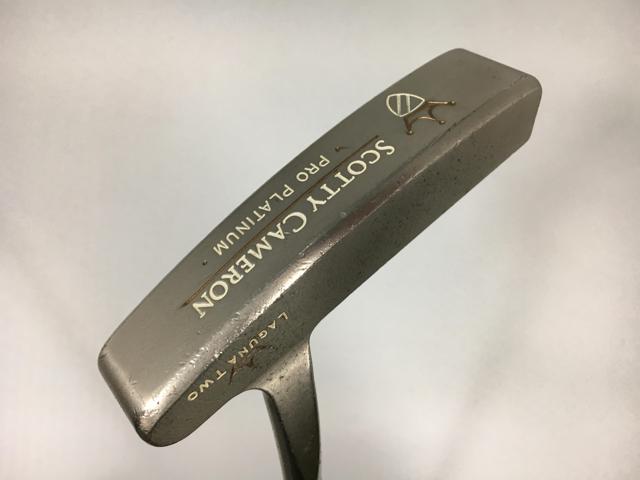 SCOTTY CAMERON
PRO PLATINUM
LAGUNA TWO